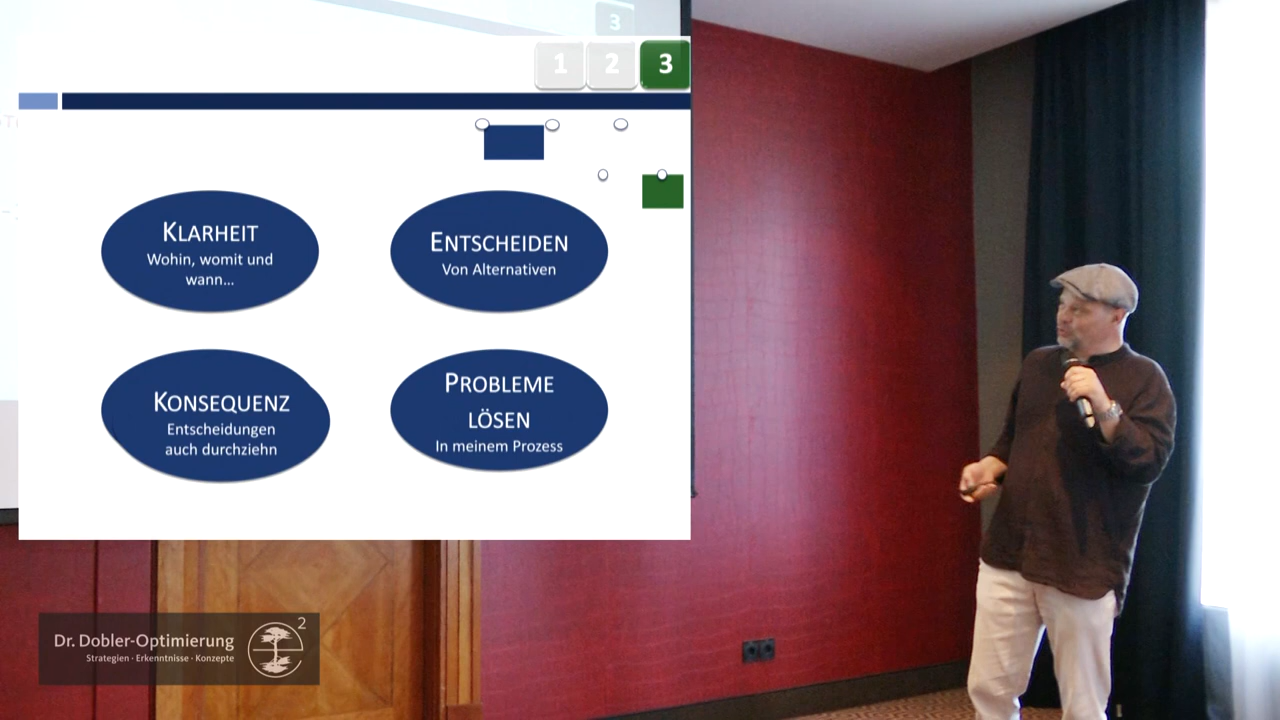 3
1 2 3
KLARHEIT
Wohin, womit und
wann...
ENTSCHEIDEN
Von Alternativen
KONSEQUENZ
Entscheidungen
auch durchziehn
PROBLEME
LÖSEN
In meinem Prozess
Dr. Dobler-Optimierung
Strategien · Erkenntnisse · Konzepte
2